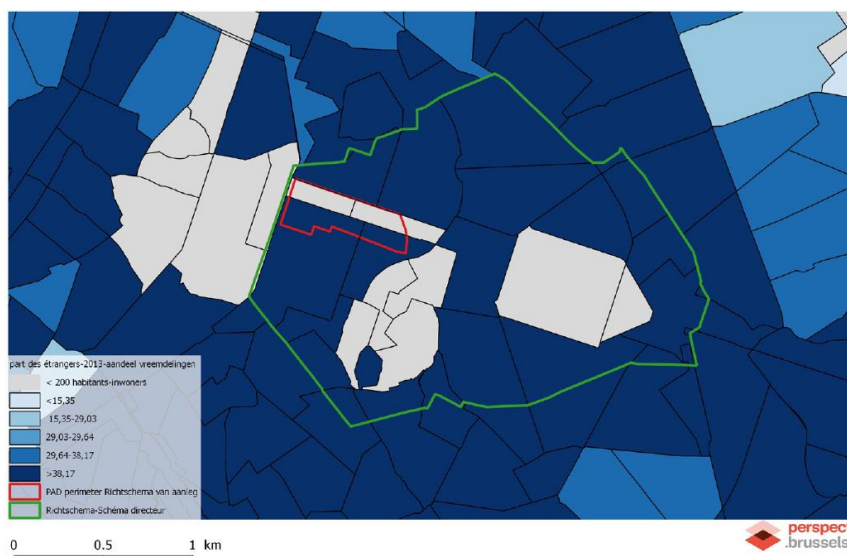 part des étrangers-2013-aandeel vreemdelingen
< 200 habitants-inwoners
<15,35
15,35-29,03
29,03-29,64
29,64-38,17
>38,17
PAD perimeter Richtschema van aanleg
Richtschema-Schéma directeur
0 0.5 1 km
perspect
.brussels